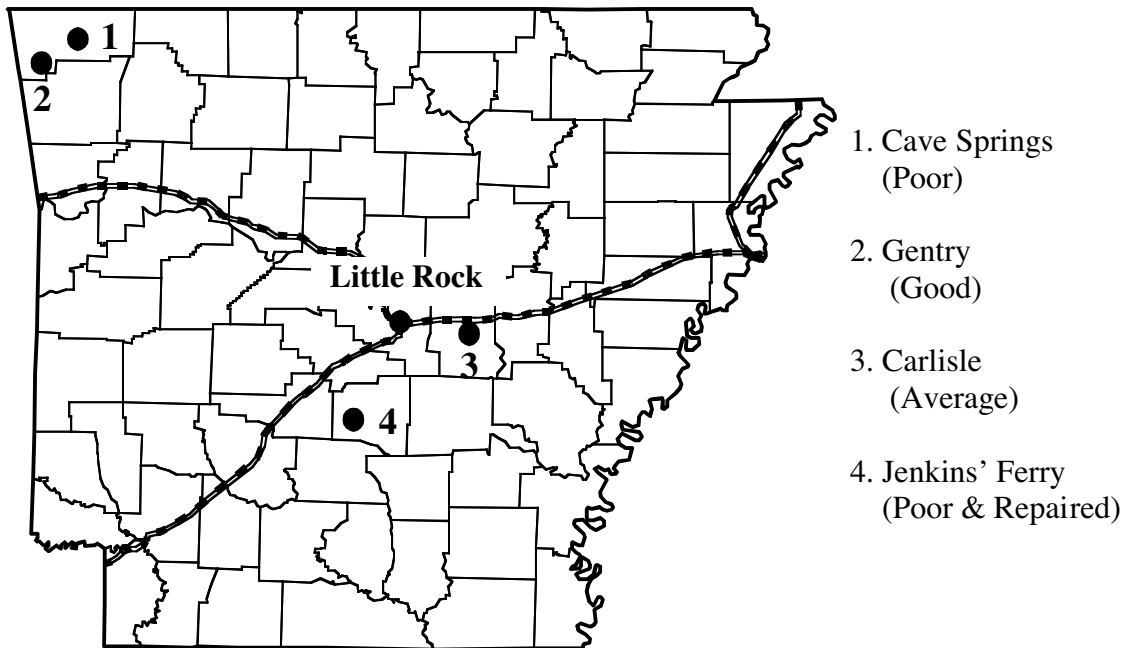 1
2
Little Rock
3
4
1. Cave Springs
(Poor)
2. Gentry
(Good)
3. Carlisle
(Average)
4. Jenkins’ Ferry
(Poor & Repaired)